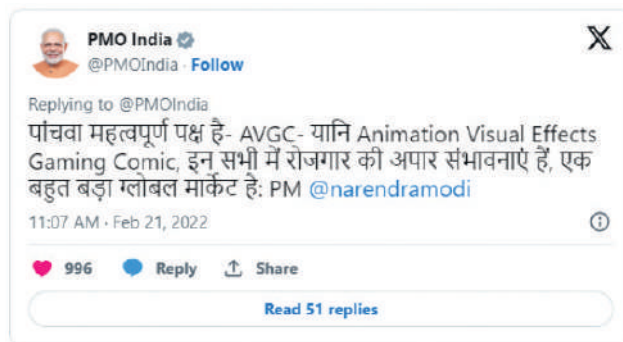 PMO India
@PMOIndia · Follow
Replying to @PMOIndia
पांचवा महत्वपूर्ण पक्ष है- AVGC- यानि Animation Visual Effects
Gaming Comic, इन सभी में रोजगार की अपार संभावनाएं हैं, एक
बहुत बड़ा ग्लोबल मार्केट है: PM @narendramodi
11:07 AM · Feb 21, 2022
996 Reply Share
Read 51 replies